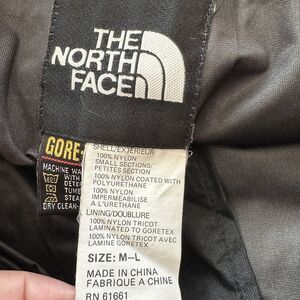 THE
NORTH
FACE
GORE-
MACHINE WA
WITH
DETER
TUMB
STEA
DRY CLEAN-
SHELL/EXTERIEUR
100% NYLON
SMALL SECTIONS/
PETITES SECTION
100% NYLON COATED WITH
POLYURETHANE
100% NYLON
IMPERMEABILISE
A L'URETHANE
LINING/DOUBLURE
100% NYLON TRICOT
LAMINATED TO GORETEX
100% NYLON TRICOT AVEC
LAMINE GORETEX
SIZE: M-L
MADE IN CHINA
FABRIQUE A CHINE
RN 61661